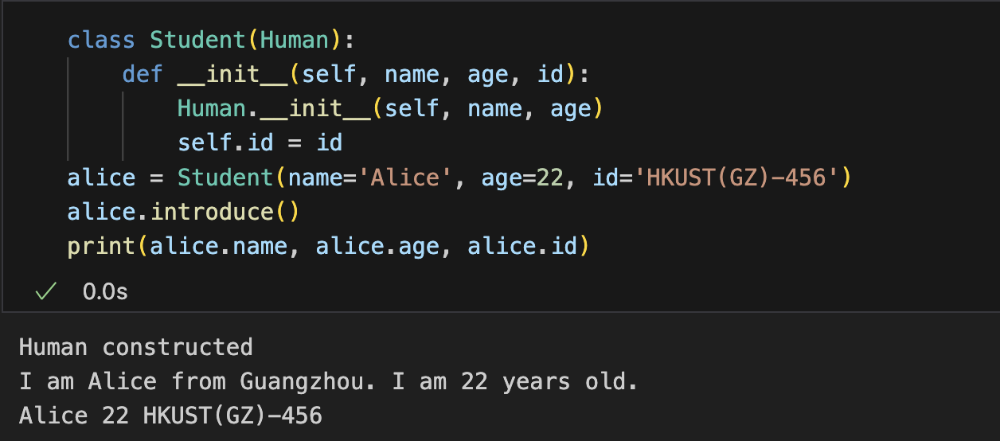 class Student(Human):
    def __init__(self, name, age, id):
        Human.__init__(self, name, age)
        self.id = id
alice = Student(name='Alice', age=22, id='HKUST(GZ)-456')
alice.introduce()
print(alice.name, alice.age, alice.id)
0.0s
Human constructed
I am Alice from Guangzhou. I am 22 years old.
Alice 22 HKUST(GZ)-456